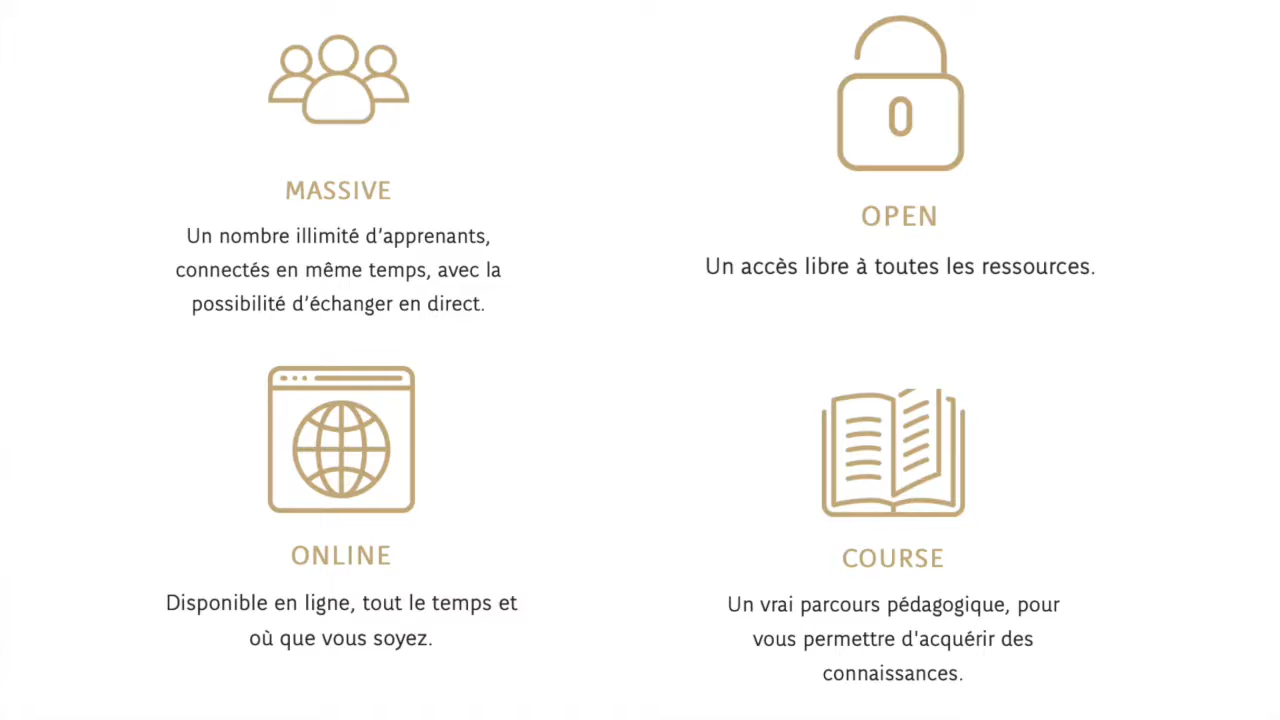 MASSIVE
Un nombre illimité d’apprenants,
connectés en même temps, avec la
possibilité d’échanger en direct.
OPEN
Un accès libre à toutes les ressources.
ONLINE
Disponible en ligne, tout le temps et
où que vous soyez.
COURSE
Un vrai parcours pédagogique, pour
vous permettre d'acquérir des
connaissances.